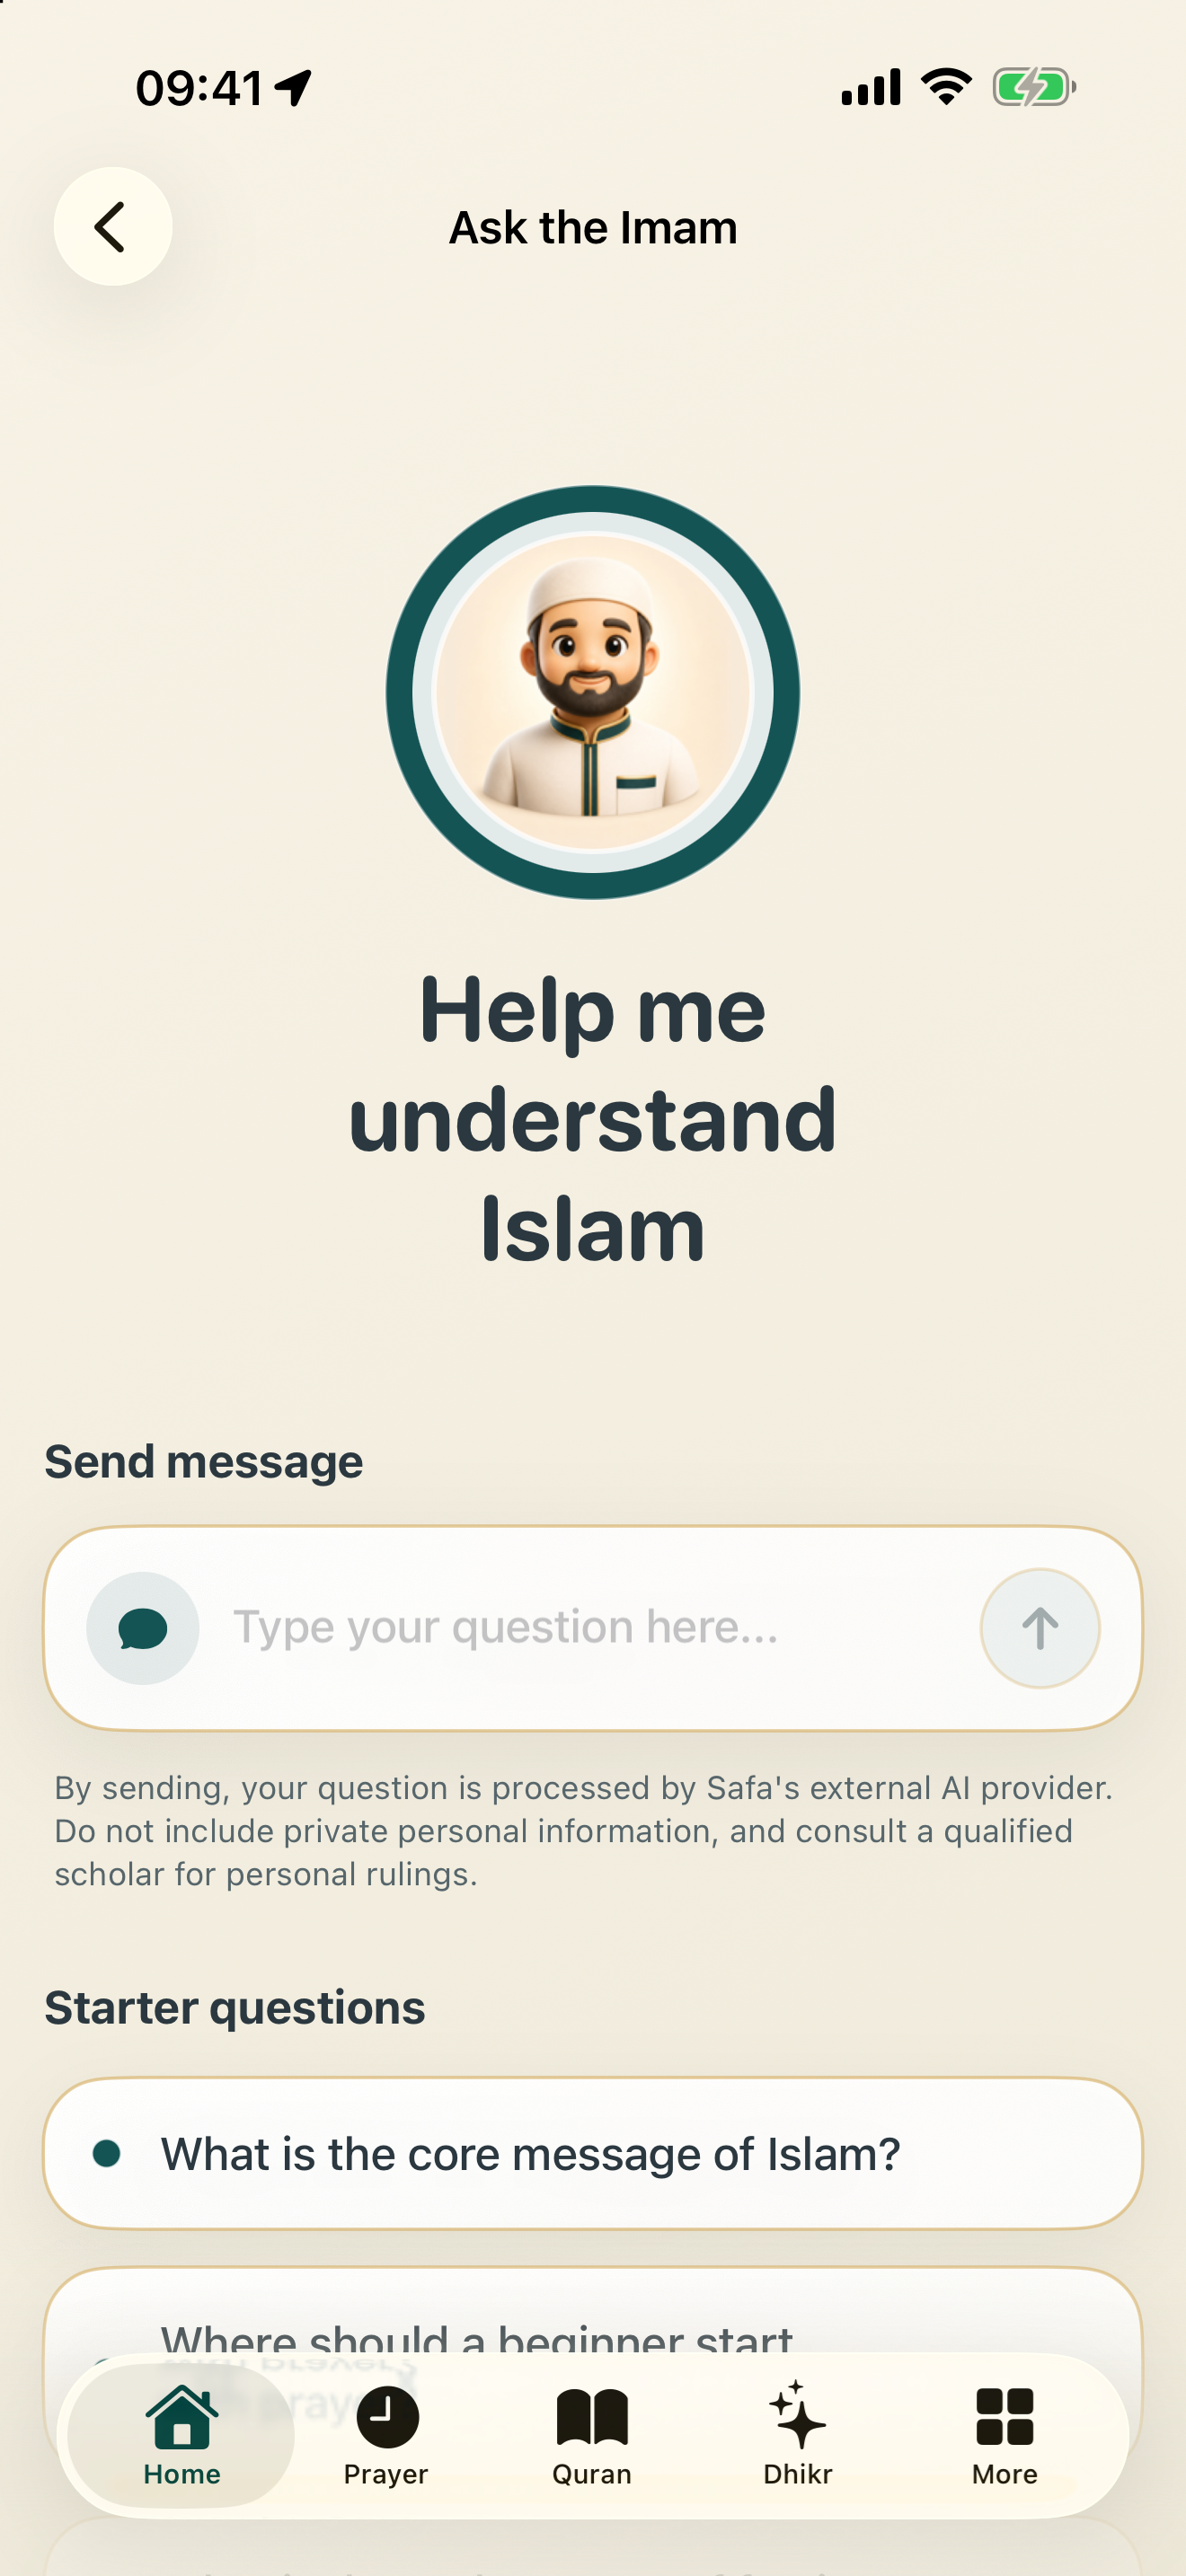 09:41
Ask the Imam
Help me
understand
Islam
Send message
Type your question here...
By sending, your question is processed by Safa's external AI provider.
Do not include private personal information, and consult a qualified
scholar for personal rulings.
Starter questions
What is the core message of Islam?
Where should a beginner start
Home
Prayer
Quran
Dhikr
More